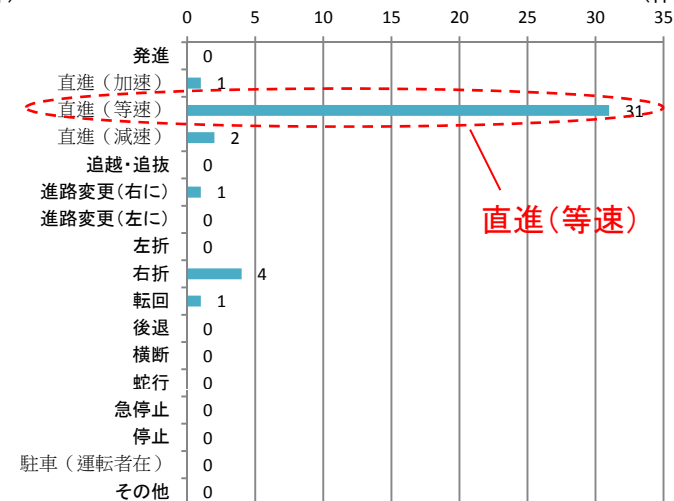 0 5 10 15 20 25 30 35
発進 0
直進（加速） 1
直進（等速） 31
直進（減速） 2
追越・追抜 0
進路変更(右に) 1
進路変更(左に) 0
直進(等速)
左折 0
右折 4
転回 1
後退 0
横断 0
蛇行 0
急停止 0
停止 0
駐車（運転者在） 0
その他 0